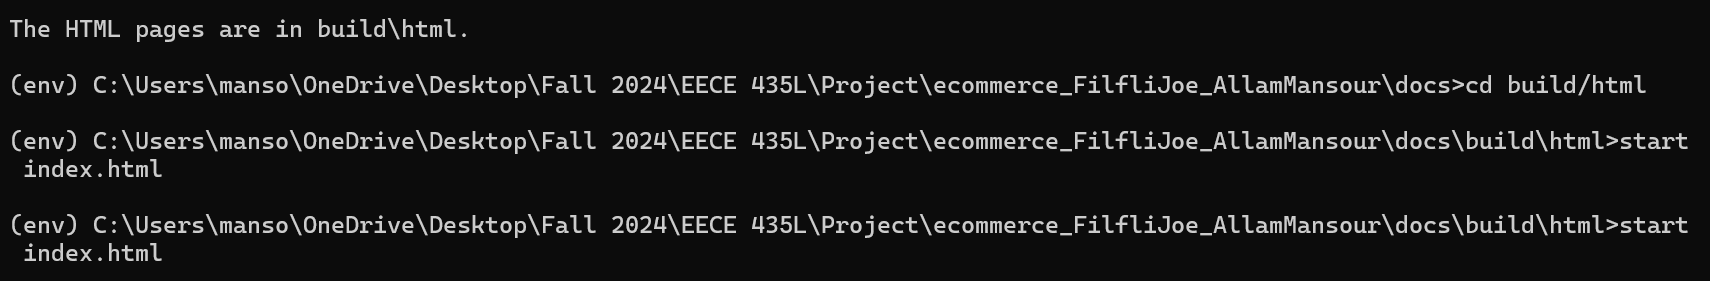 The HTML pages are in build\html.
(env) C:\Users\manso\OneDrive\Desktop\Fall 2024\EECE 435L\Project\ecommerce_FilfliJoe_AllamMansour\docs>cd build/html
(env) C:\Users\manso\OneDrive\Desktop\Fall 2024\EECE 435L\Project\ecommerce_FilfliJoe_AllamMansour\docs\build\html>start
index.html
(env) C:\Users\manso\OneDrive\Desktop\Fall 2024\EECE 435L\Project\ecommerce_FilfliJoe_AllamMansour\docs\build\html>start
index.html